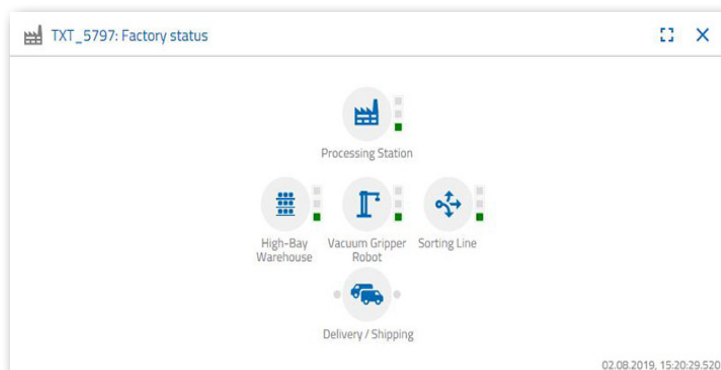 TXT_5797: Factory status
Processing Station
High-Bay
Warehouse
Vacuum Gripper
Robot
Sorting Line
Delivery / Shipping
02.08.2019, 15:20:29.520